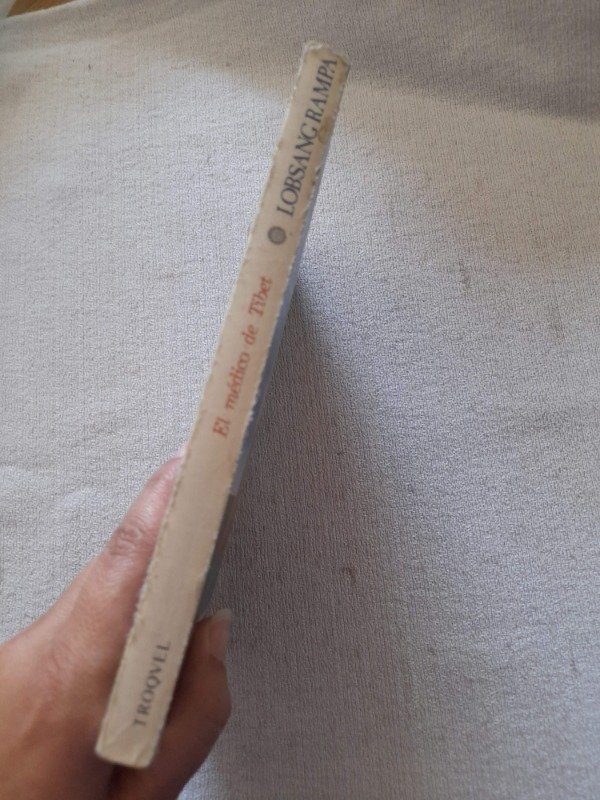 TROQVEL
El médico de Tibet
LOBSANG RAMPA